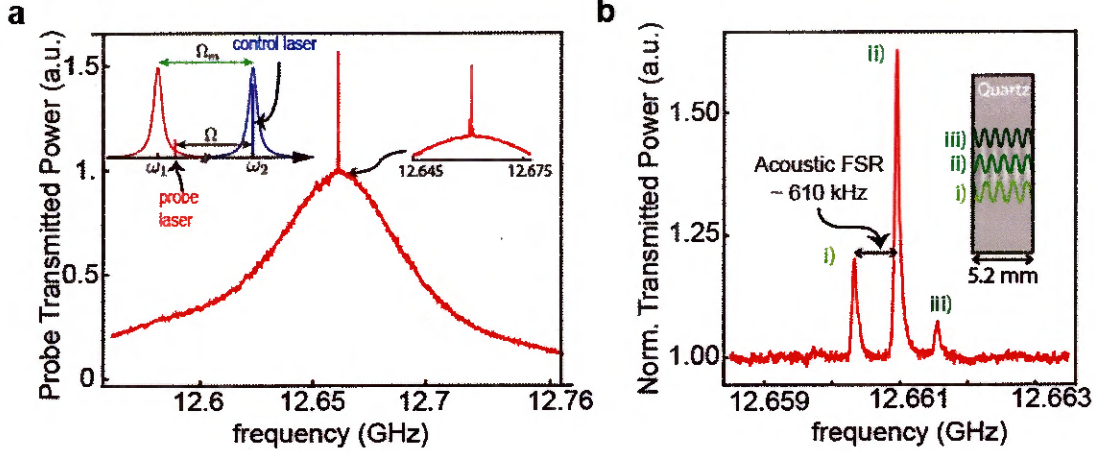 a
Probe Transmitted Power (a.u.)
1.5
1.
0.5
0
12.6
12.65
12.7
12.76
frequency (GHz)
Ωm
control laser
Ω
ω1
ω2
probe
laser
12.645
12.675
b
Norm. Transmitted Power (a.u.)
1.50
1.25
1.00
12.659
12.661
12.663
frequency (GHz)
ii)
Acoustic FSR
~ 610 kHz
i)
iii)
Quartz
iii)
ii)
i)
5.2 mm